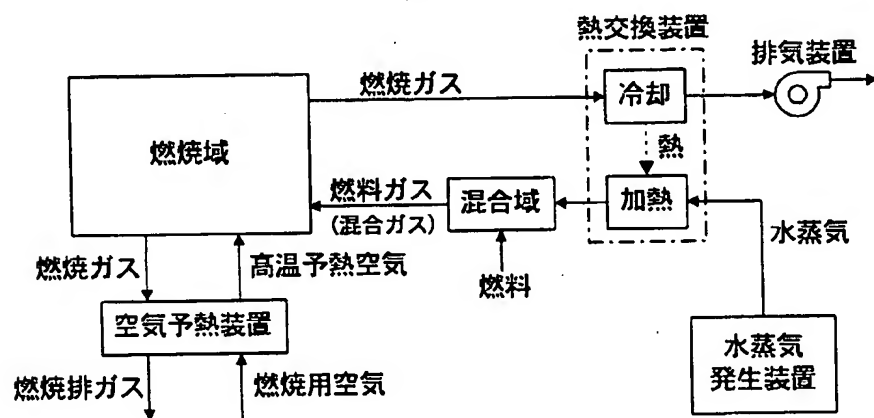 熱交換装置
排気装置
燃焼ガス
冷却
燃焼域
熱
燃料ガス
(混合ガス)
混合域
加熱
水蒸気
燃焼ガス
高温予熱空気
燃料
空気予熱装置
水蒸気
発生装置
燃焼排ガス
燃焼用空気